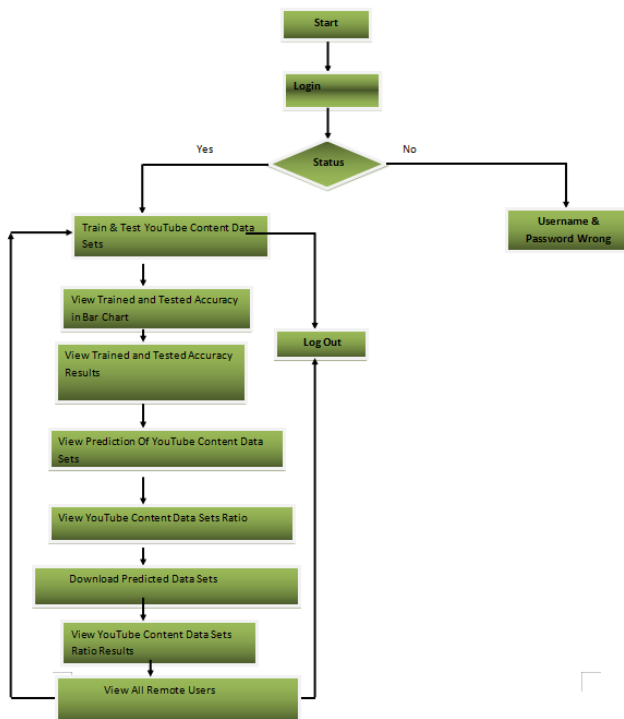 Start
Login
Status
Yes
No
Train & Test YouTube Content Data
Sets
Username &
Password Wrong
View Trained and Tested Accuracy
in Bar Chart
Log Out
View Trained and Tested Accuracy
Results
View Prediction Of YouTube Content Data
Sets
View YouTube Content Data Sets Ratio
Download Predicted Data Sets
View YouTube Content Data Sets
Ratio Results
View All Remote Users